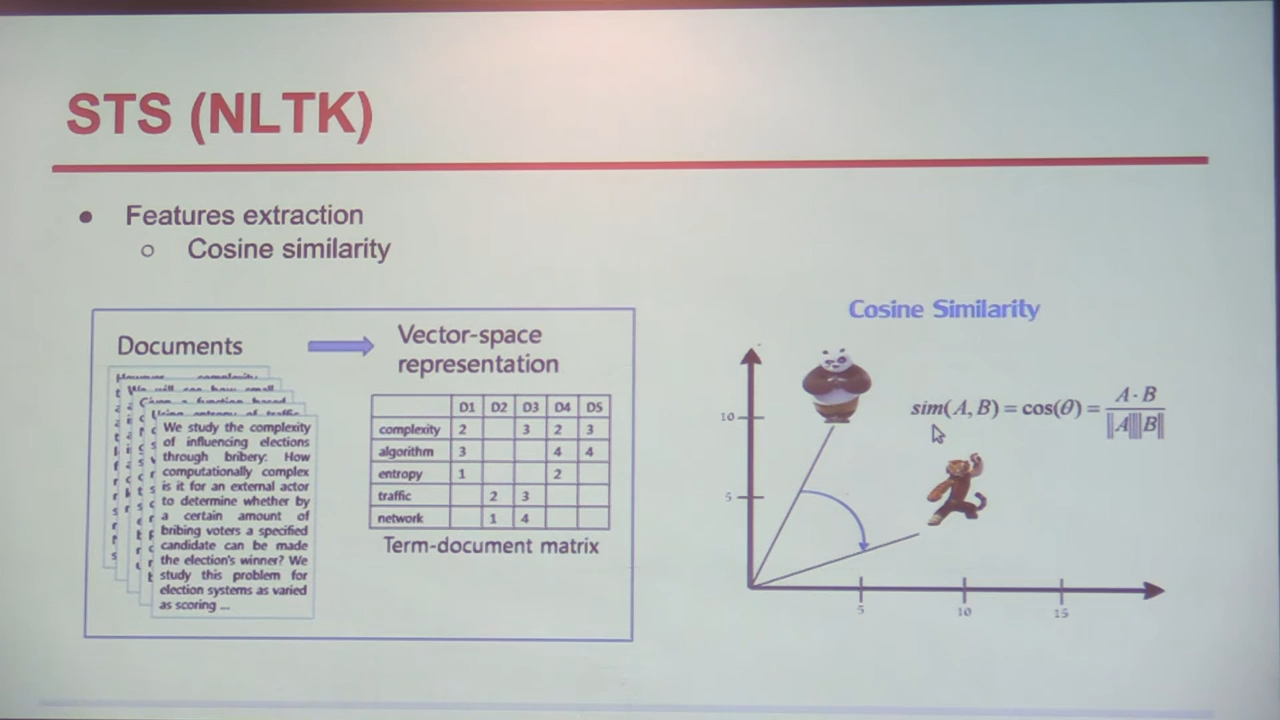 STS (NLTK)
● Features extraction
○ Cosine similarity
Documents
Vector-space
representation
We study the complexity
of influencing elections
through bribery: How
computationally complex
is it for an external actor
to determine whether by
a certain amount of
bribing voters a specified
candidate can be made
the election's winner? We
study this problem for
election systems as varied
as scoring ...
D1 D2 D3 D4 D5
complexity 2 3 2 3
algorithm 3 4 4
entropy 1 2
traffic 2 3
network 1 4
Term-document matrix
Cosine Similarity
sim(A, B) = cos(θ) = A · B / ‖A‖‖B‖
10
5
5 10 15